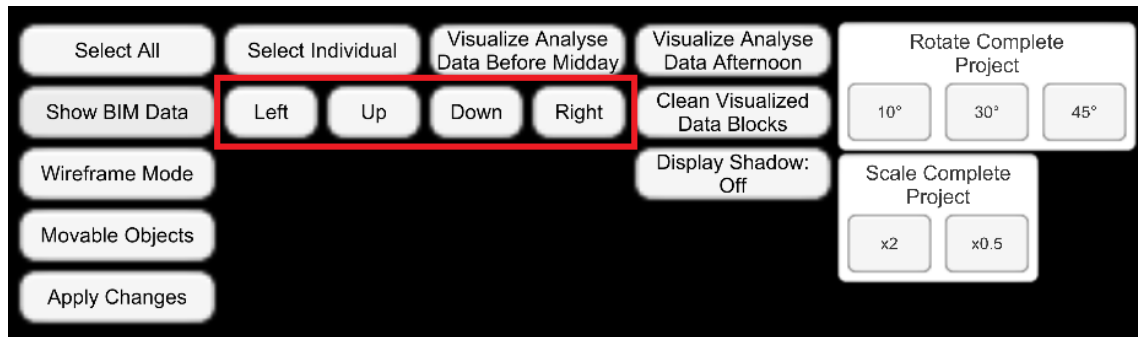 Select All
Select Individual
Visualize Analyse
Data Before Midday
Visualize Analyse
Data Afternoon
Rotate Complete
Project
10°
30°
45°
Show BIM Data
Left
Up
Down
Right
Clean Visualized
Data Blocks
Wireframe Mode
Display Shadow:
Off
Scale Complete
Project
x2
x0.5
Movable Objects
Apply Changes